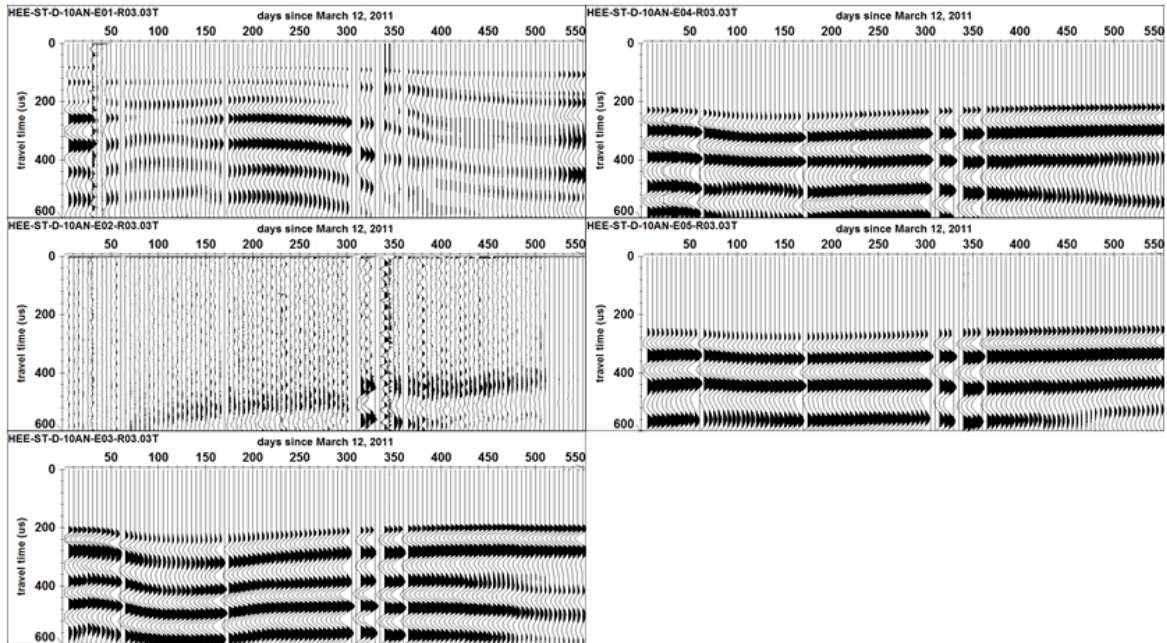 HEE-ST-D-10AN-E01-R03.03T
days since March 12, 2011
50 100 150 200 250 300 350 400 450 500 550
0
200
400
600
travel time (us)
HEE-ST-D-10AN-E02-R03.03T
days since March 12, 2011
50 100 150 200 250 300 350 400 450 500 550
0
200
400
600
travel time (us)
HEE-ST-D-10AN-E03-R03.03T
days since March 12, 2011
50 100 150 200 250 300 350 400 450 500 550
0
200
400
600
travel time (us)
HEE-ST-D-10AN-E04-R03.03T
days since March 12, 2011
50 100 150 200 250 300 350 400 450 500 550
0
200
400
600
travel time (us)
HEE-ST-D-10AN-E05-R03.03T
days since March 12, 2011
50 100 150 200 250 300 350 400 450 500 550
0
200
400
600
travel time (us)